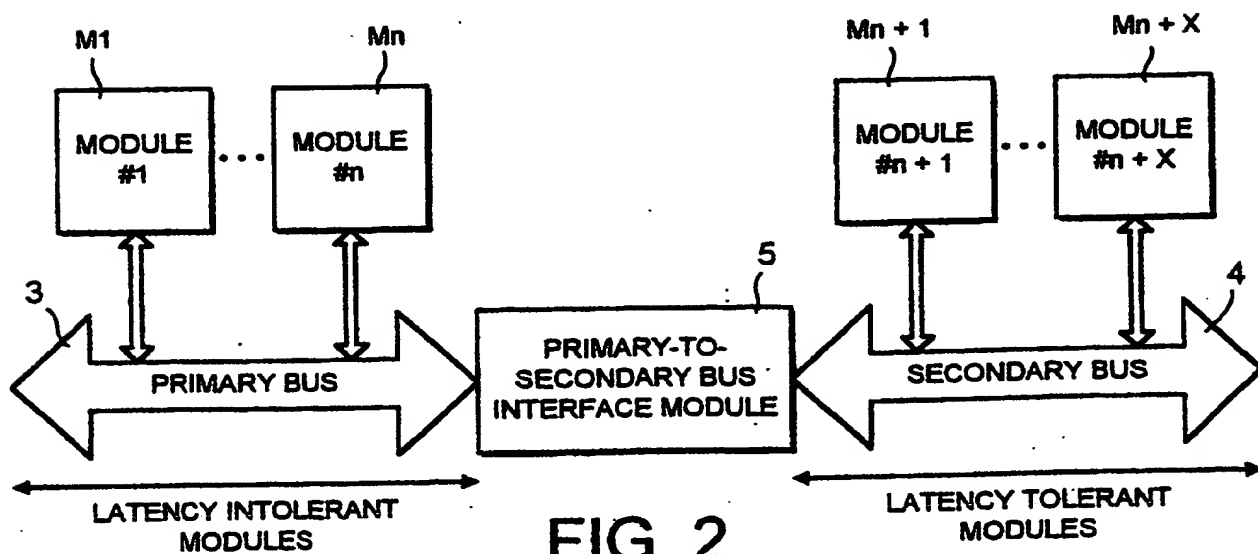 M1
Mn
Mn + 1
Mn + X
MODULE
#1
MODULE
#n
MODULE
#n + 1
MODULE
#n + X
3
5
4
PRIMARY BUS
PRIMARY-TO-
SECONDARY BUS
INTERFACE MODULE
SECONDARY BUS
LATENCY INTOLERANT
MODULES
LATENCY TOLERANT
MODULES
FIG. 2